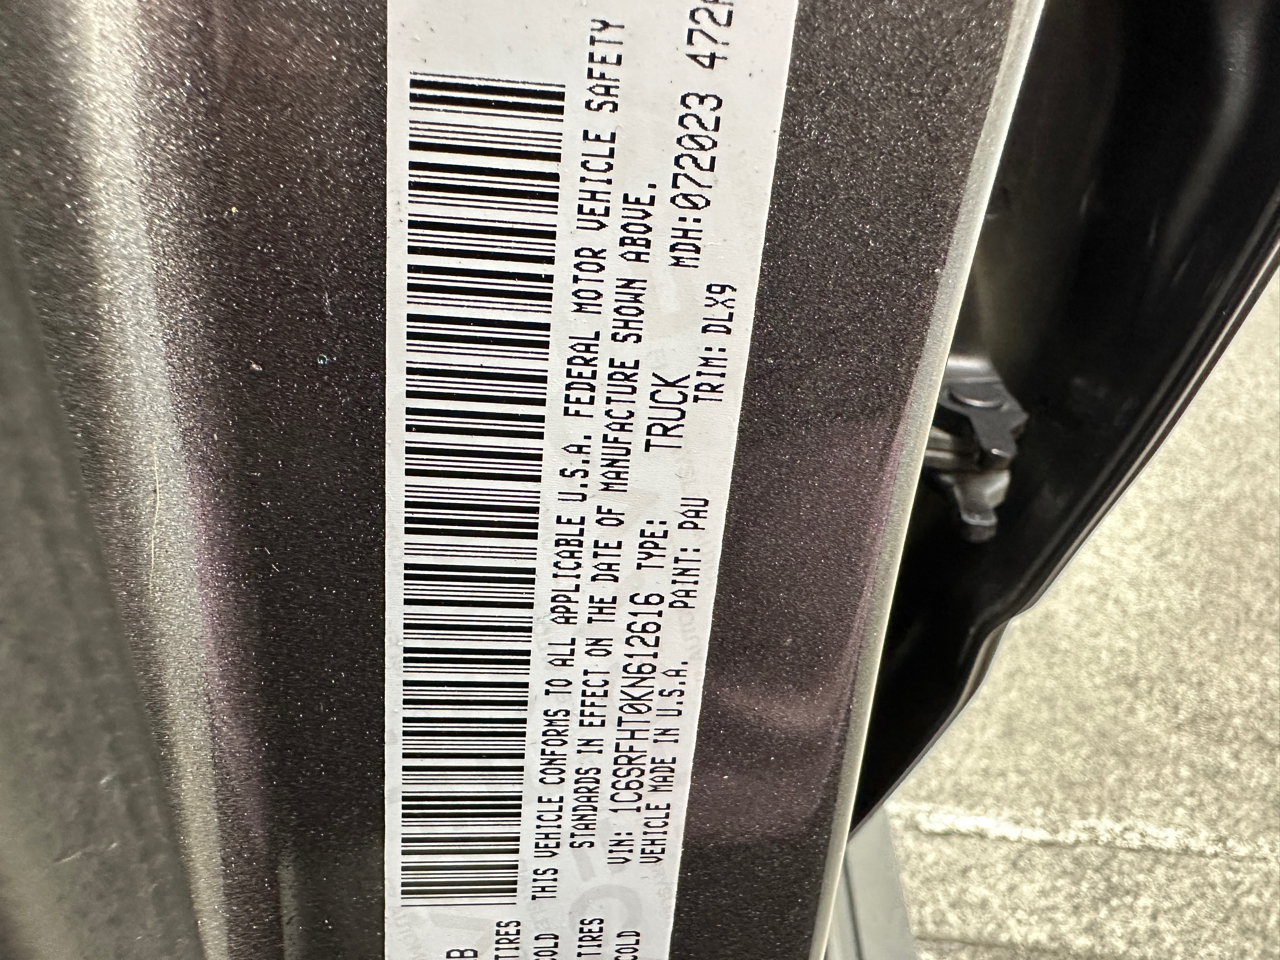 THIS VEHICLE CONFORMS TO ALL APPLICABLE U.S.A. FEDERAL MOTOR VEHICLE SAFETY
STANDARDS IN EFFECT ON THE DATE OF MANUFACTURE SHOWN ABOVE.
VIN: 1C6SRFHT0KN612616 TYPE: TRUCK MDH:072023 472
VEHICLE MADE IN U.S.A. PAINT: PAU TRIM: DLX9
B
TIRES
COLD
TIRES
COLD